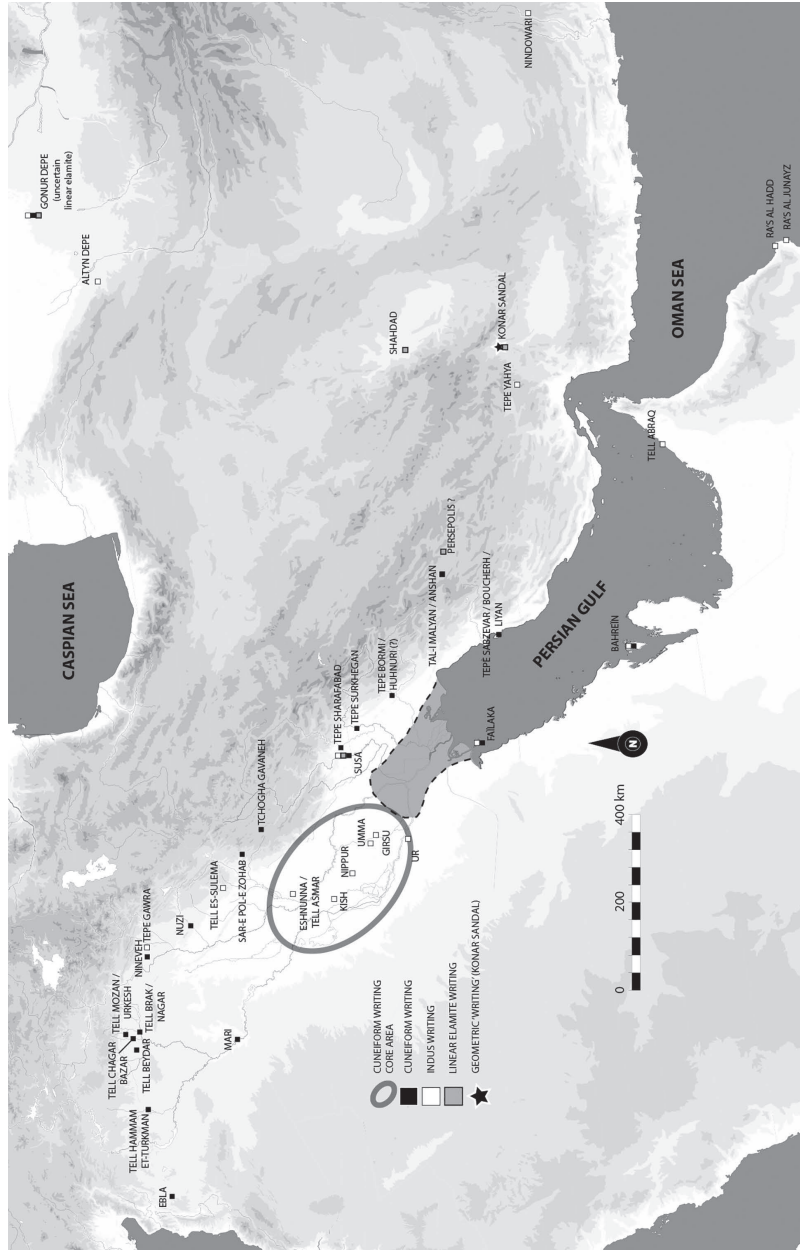 CASPIAN SEA
OMAN SEA
PERSIAN GULF
GONUR DEPE
(uncertain
linear elamite)
ALTYN DEPE
NINDOWARI
RA'S AL HADD
RA'S AL JUNAYZ
SHAHDAD
KONAR SANDAL
TEPE YAHYA
TELL ABRAQ
PERSEPOLIS ?
TAL-I MALYAN / ANSHAN
TEPE SABZEVAR / BOUCHERH /
LIYAN
BAHREIN
FAILAKA
TEPE BORMI /
HUHNURI (?)
TEPE SURKHEGAN
TEPE SHARAFABAD
SUSA
TCHOGHA GAVANEH
SAR-E POL-E ZOHAB
TELL ES-SULEMA
UMMA
GIRSU
UR
NIPPUR
KISH
ESHNUNNA /
TELL ASMAR
NUZI
TEPE GAWRA
NINEVEH
TELL MOZAN /
URKESH
TELL BRAK /
NAGAR
TELL CHAGAR
BAZAR
TELL BEYDAR
MARI
TELL HAMMAM
ET-TURKMAN
EBLA
N
0 200 400 km
CUNEIFORM WRITING
CORE AREA
CUNEIFORM WRITING
INDUS WRITING
LINEAR ELAMITE WRITING
GEOMETRIC 'WRITING' (KONAR SANDAL)